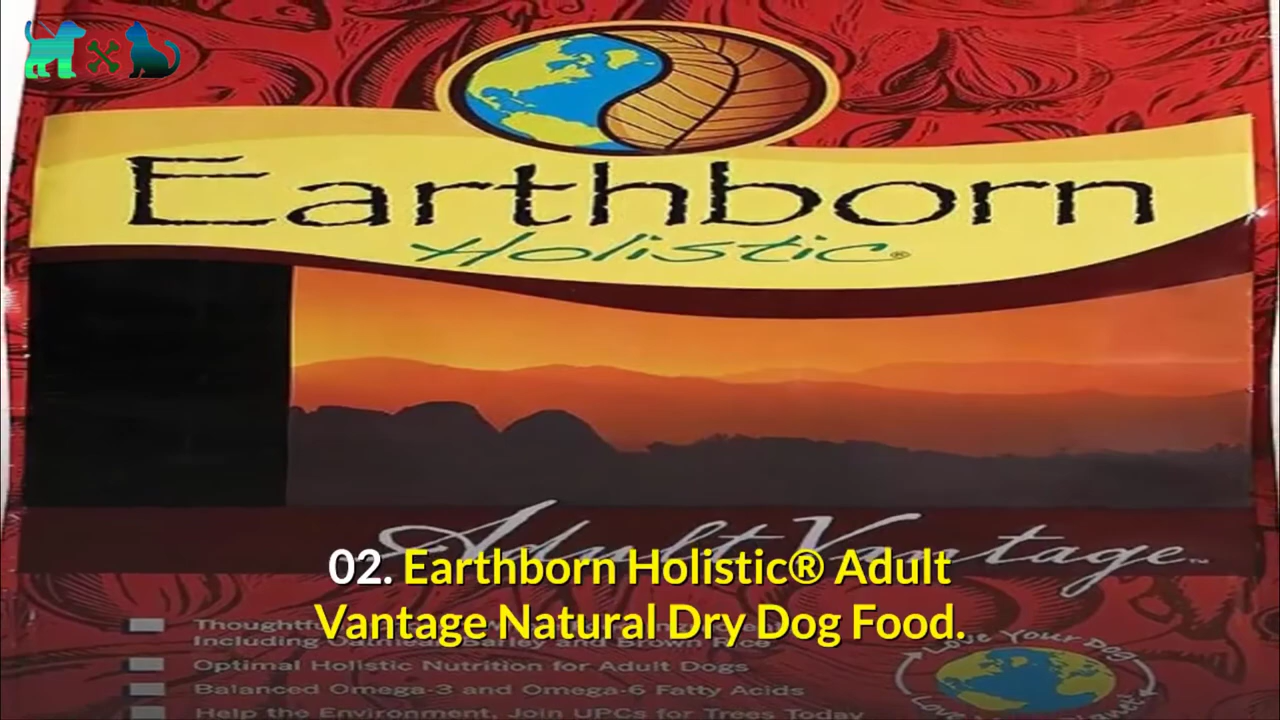 Earthborn
Holistic®
Adult Vantage™
02. Earthborn Holistic® Adult
Vantage Natural Dry Dog Food.
Including Oatmeal, Barley and Brown Rice
Optimal Holistic Nutrition for Adult Dogs
Balanced Omega-3 and Omega-6 Fatty Acids
Help the Environment, Join UPCs for Trees Today
Love Your Dog